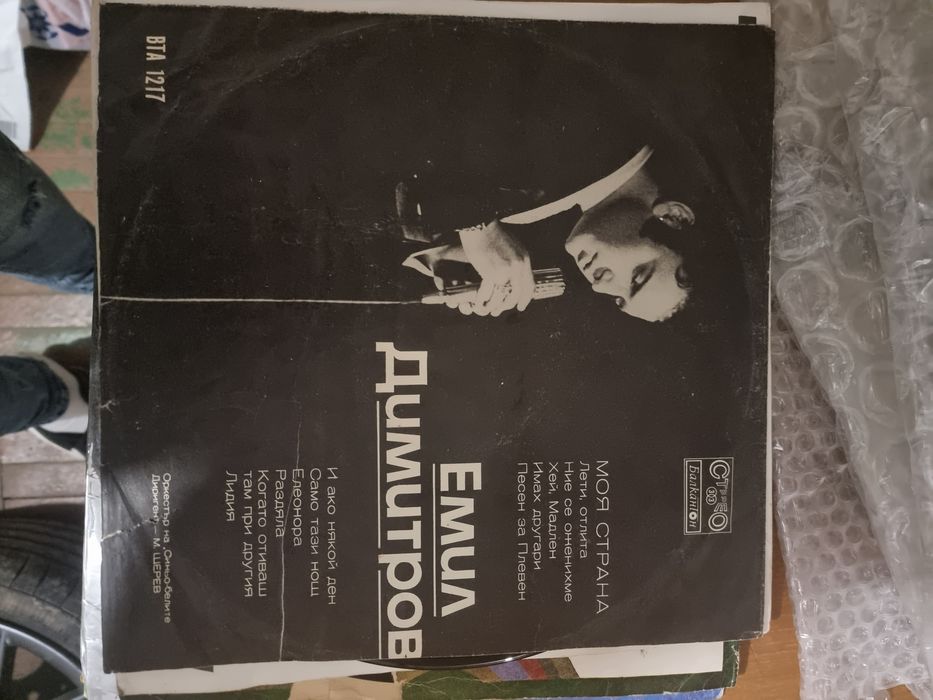 Стерео
33
Балкантон
МОЯ СТРАНА
Лети, отлита
Ние се оженихме
Хей, Мадлен
Имах другари
Песен за Плевен
Емил
Димитров
И ако някой ден
Само тази нощ
Елеонора
Раздяла
Когато отиваш
там при другия
Лидия
Оркестър на „Синьо-белите
Диригент — М. ЩЕРЕВ
ВТА 1217